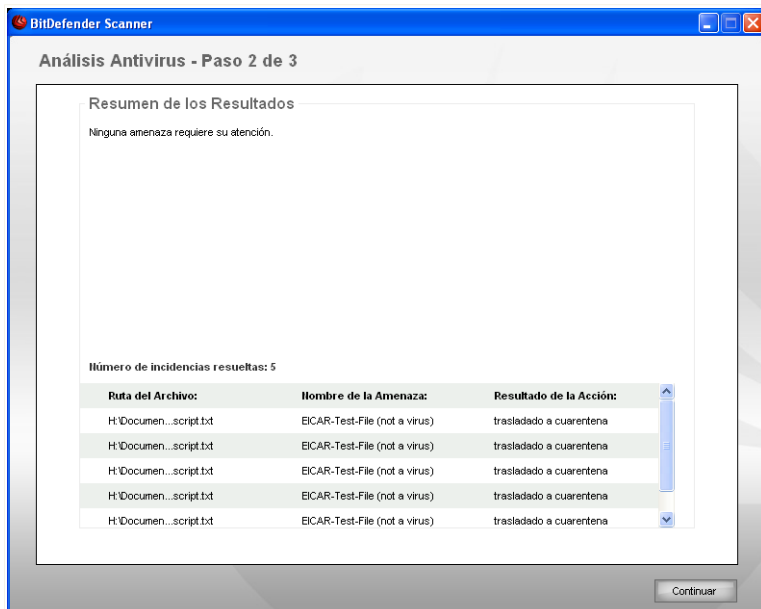 BitDefender Scanner
Análisis Antivirus - Paso 2 de 3
Resumen de los Resultados
Ninguna amenaza requiere su atención.
Número de incidencias resueltas: 5
Ruta del Archivo: Nombre de la Amenaza: Resultado de la Acción:
H:\Documen...script.txt EICAR-Test-File (not a virus) trasladado a cuarentena
H:\Documen...script.txt EICAR-Test-File (not a virus) trasladado a cuarentena
H:\Documen...script.txt EICAR-Test-File (not a virus) trasladado a cuarentena
H:\Documen...script.txt EICAR-Test-File (not a virus) trasladado a cuarentena
H:\Documen...script.txt EICAR-Test-File (not a virus) trasladado a cuarentena
Continuar